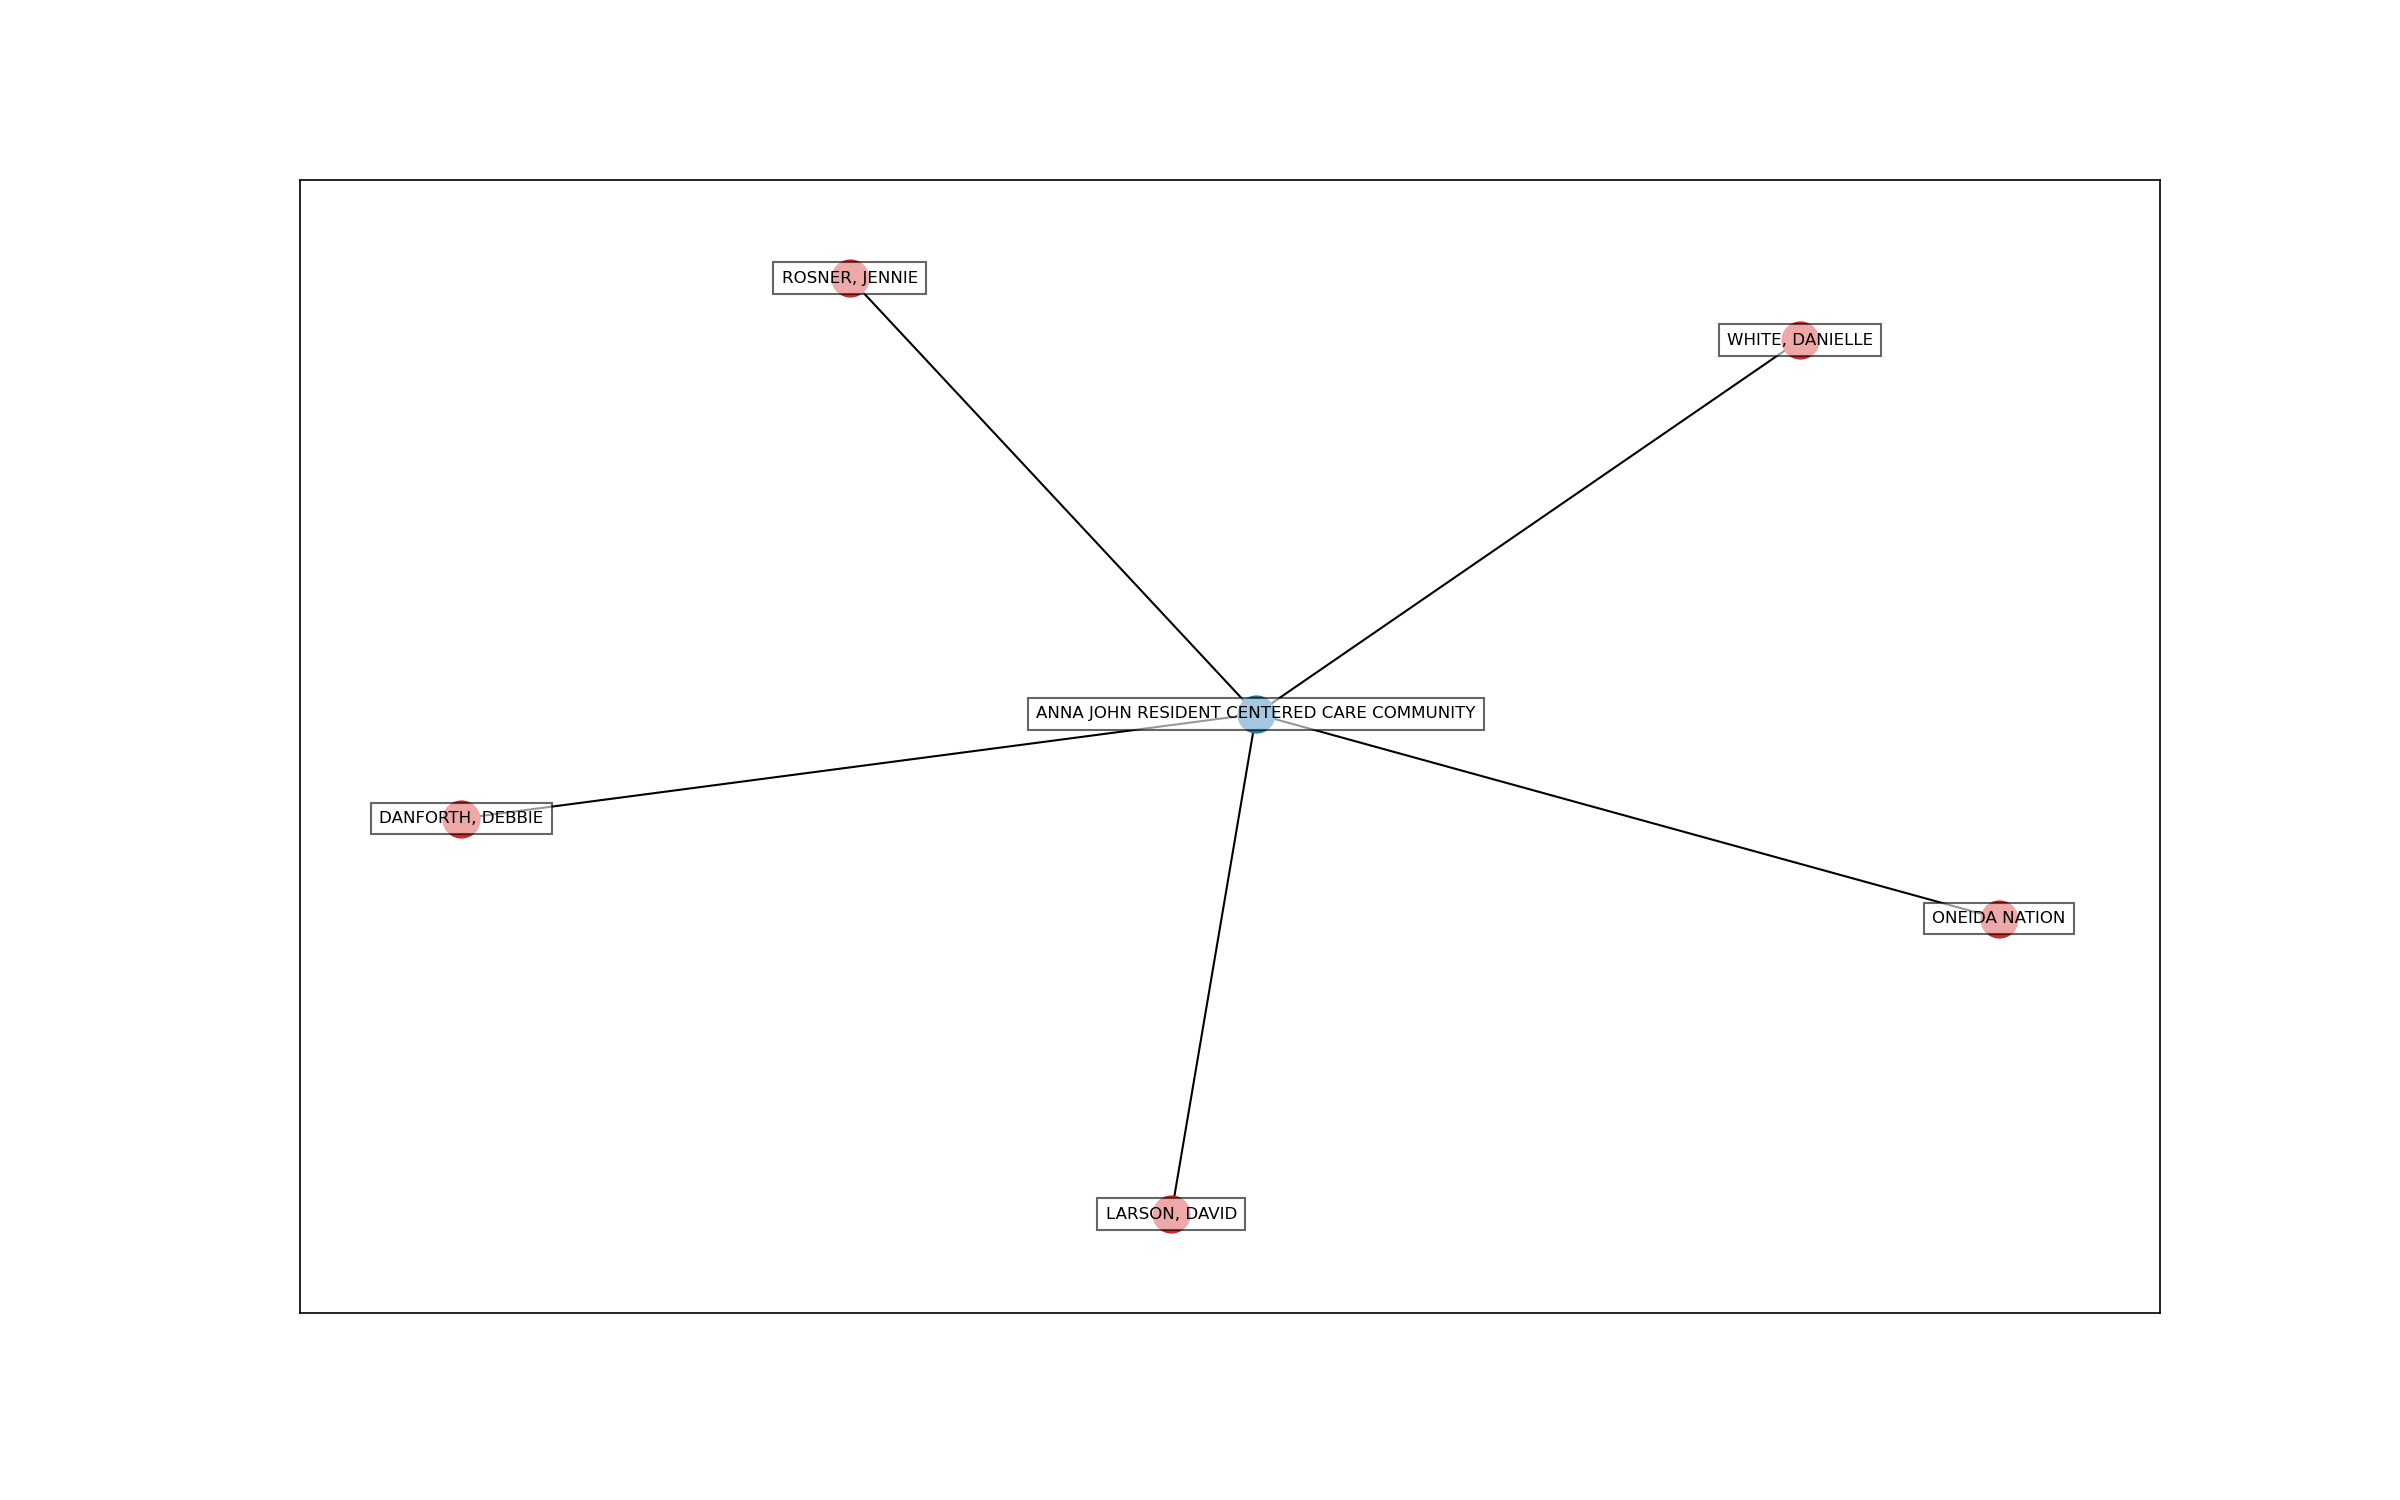 ROSNER, JENNIE
WHITE, DANIELLE
ANNA JOHN RESIDENT CENTERED CARE COMMUNITY
DANFORTH, DEBBIE
ONEIDA NATION
LARSON, DAVID